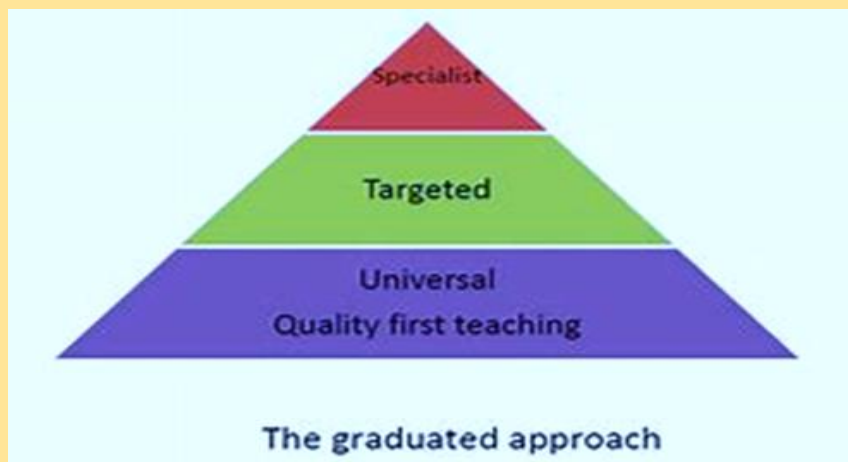 Specialist
Targeted
Universal
Quality first teaching
The graduated approach